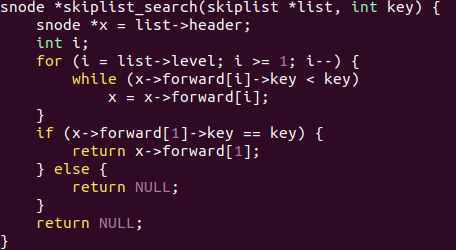 snode *skiplist_search(skiplist *list, int key) {
    snode *x = list->header;
    int i;
    for (i = list->level; i >= 1; i--) {
        while (x->forward[i]->key < key)
            x = x->forward[i];
    }
    if (x->forward[1]->key == key) {
        return x->forward[1];
    } else {
        return NULL;
    }
    return NULL;
}